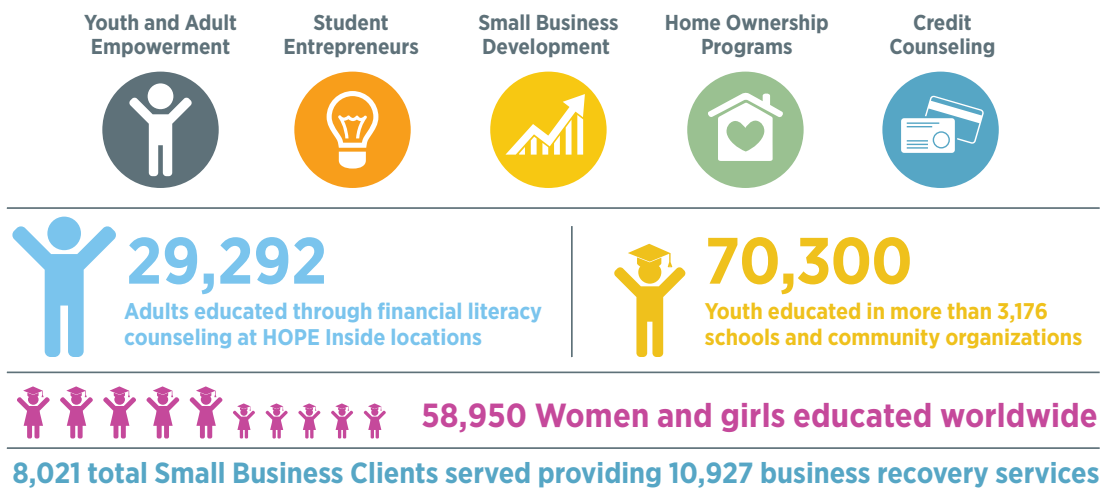 Youth and Adult
Empowerment
Student
Entrepreneurs
Small Business
Development
Home Ownership
Programs
Credit
Counseling
29,292
Adults educated through financial literacy
counseling at HOPE Inside locations
70,300
Youth educated in more than 3,176
schools and community organizations
58,950 Women and girls educated worldwide
8,021 total Small Business Clients served providing 10,927 business recovery services